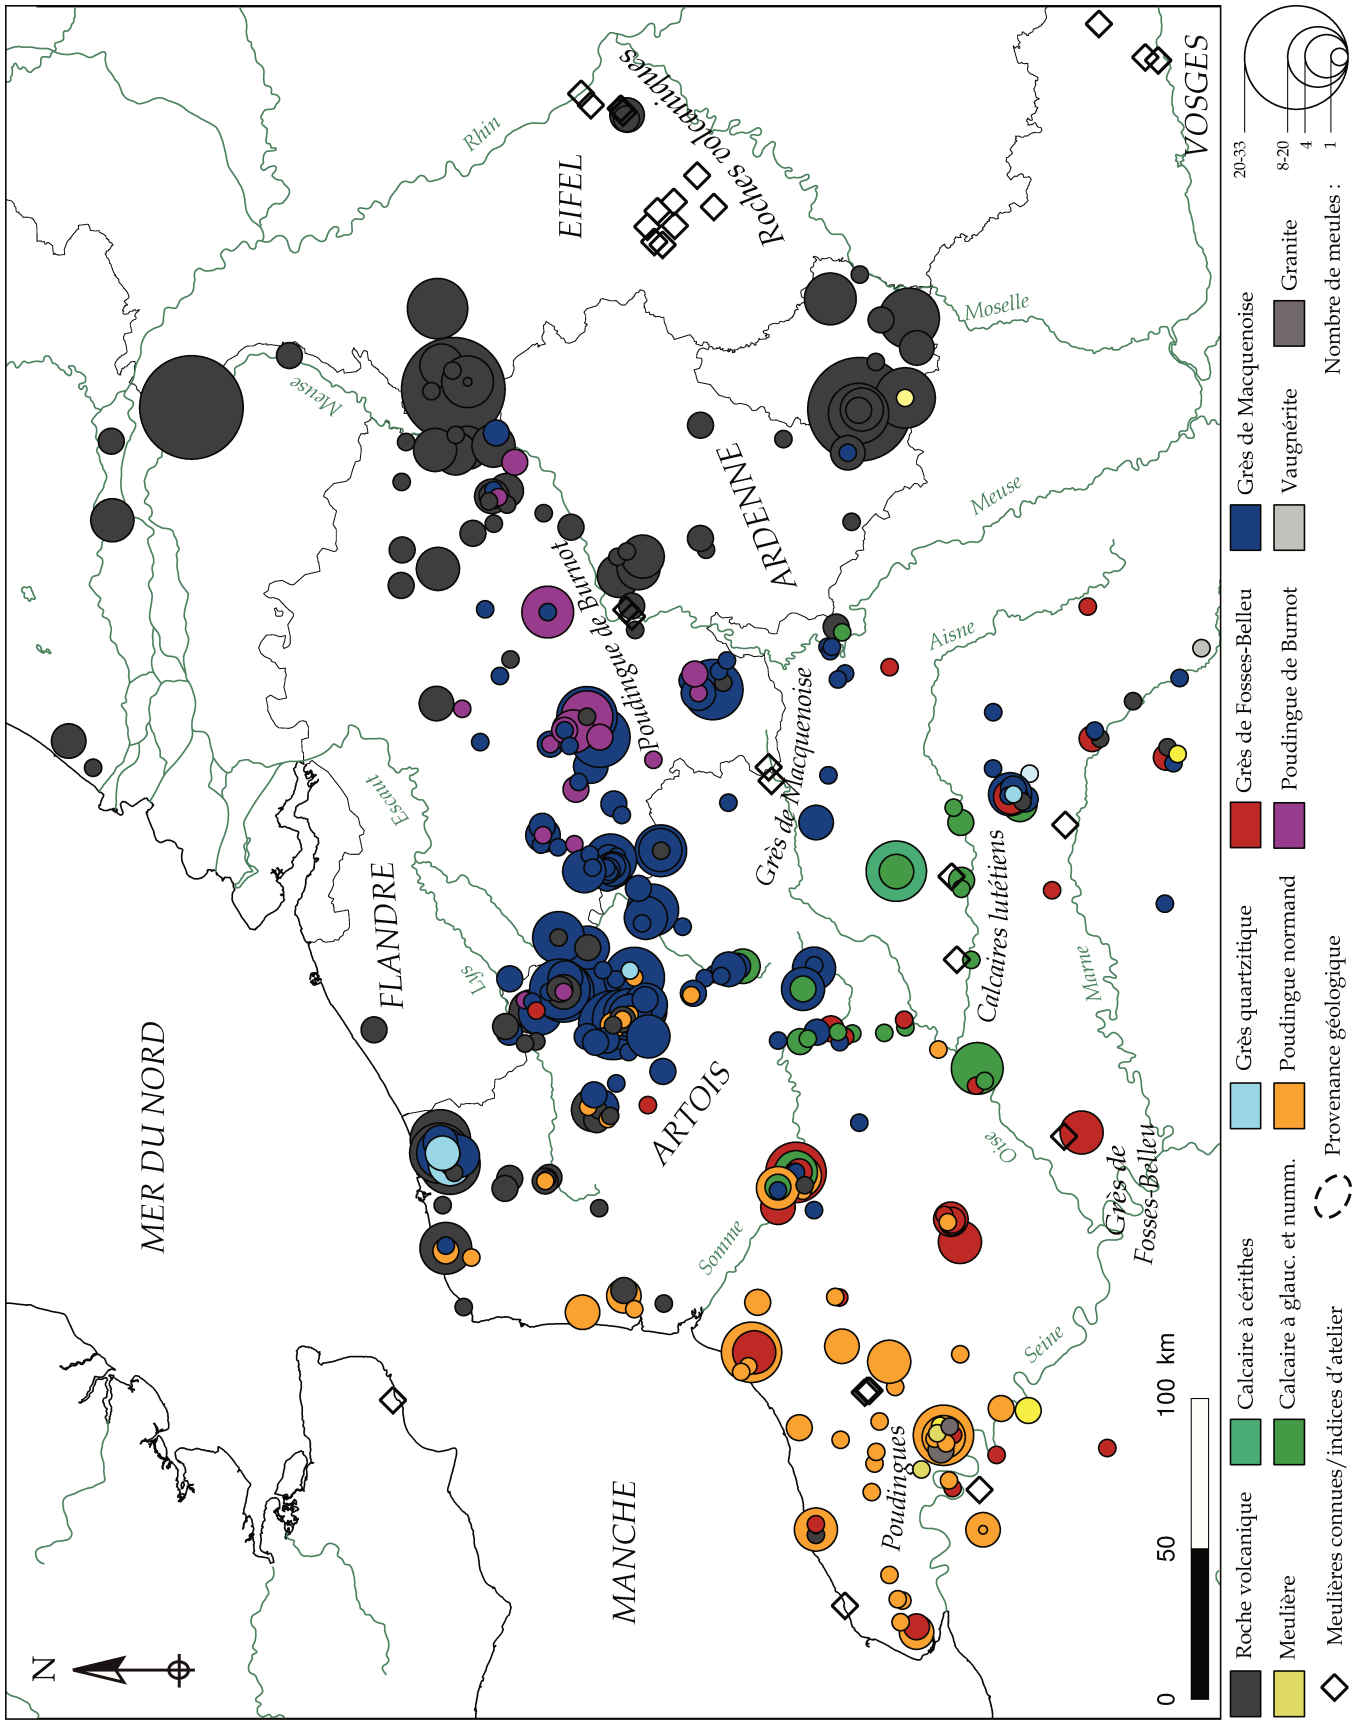 N
MER DU NORD
MANCHE
FLANDRE
ARTOIS
ARDENNE
EIFEL
VOSGES
Rhin
Meuse
Escaut
Lys
Somme
Oise
Aisne
Marne
Seine
Meuse
Moselle
Roches volcaniques
Poudingue de Burnot
Grès de Macquenoise
Calcaires lutétiens
Grès de
Fosses-Belleu
Poudingues
0 50 100 km
Roche volcanique
Calcaire à cérithes
Grès quartzitique
Grès de Fosses-Belleu
Grès de Macquenoise
Meulière
Calcaire à glauc. et numm.
Poudingue normand
Poudingue de Burnot
Vaugnérite
Granite
Meulières connues/indices d'atelier
Provenance géologique
Nombre de meules :
20-33
8-20
4
1